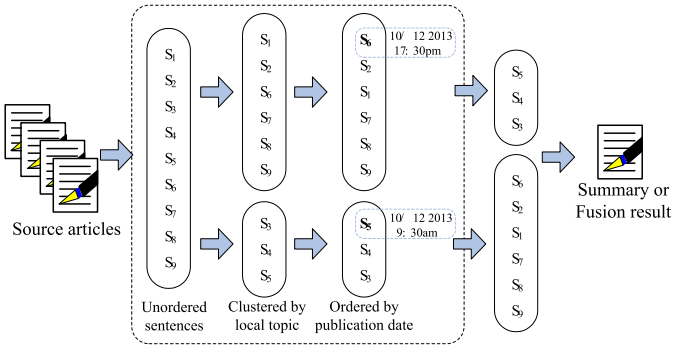 Source articles
S1
S2
S3
S4
S5
S6
S7
S8
S9
Unordered
sentences
S1
S2
S6
S7
S8
S9
S3
S4
S5
Clustered by
local topic
S6 10/ 12 2013
17: 30pm
S2
S1
S7
S8
S9
S5 10/ 12 2013
9: 30am
S4
S3
Ordered by
publication date
S5
S4
S3
S6
S2
S1
S7
S8
S9
Summary or
Fusion result